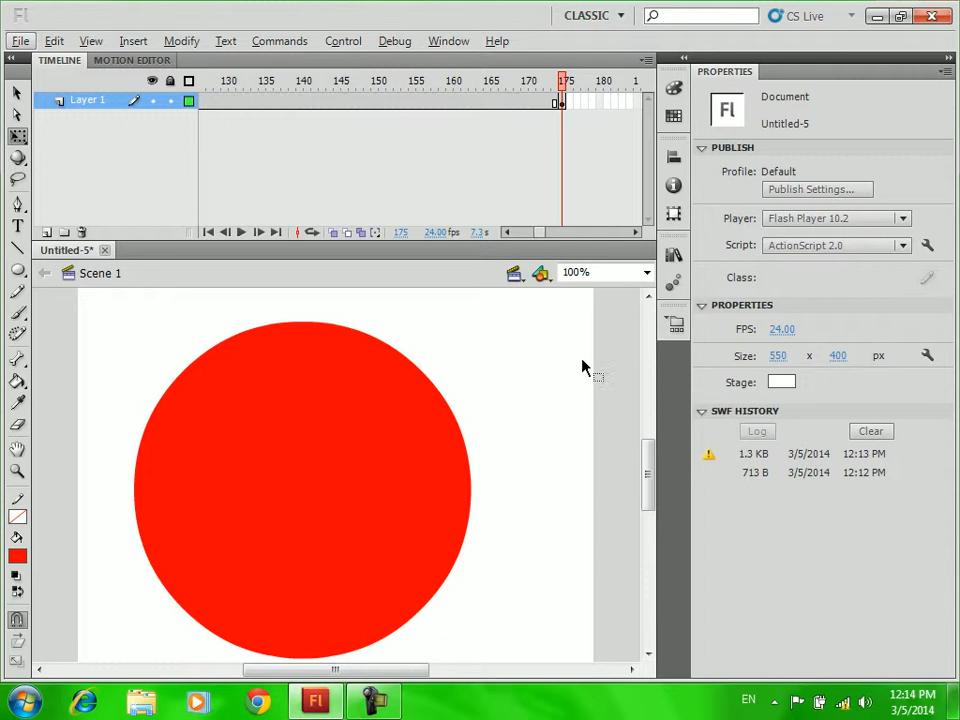 Fl CLASSIC CS Live
File Edit View Insert Modify Text Commands Control Debug Window Help
TIMELINE MOTION EDITOR
130 135 140 145 150 155 160 165 170 175 180 1
Layer 1
175 24.00 fps 7.3 s
Untitled-5*
Scene 1
100%
PROPERTIES
Fl
Document
Untitled-5
PUBLISH
Profile: Default
Publish Settings...
Player: Flash Player 10.2
Script: ActionScript 2.0
Class:
PROPERTIES
FPS: 24.00
Size: 550 x 400 px
Stage:
SWF HISTORY
Log Clear
1.3 KB 3/5/2014 12:13 PM
713 B 3/5/2014 12:12 PM
T
Fl
EN
12:14 PM
3/5/2014